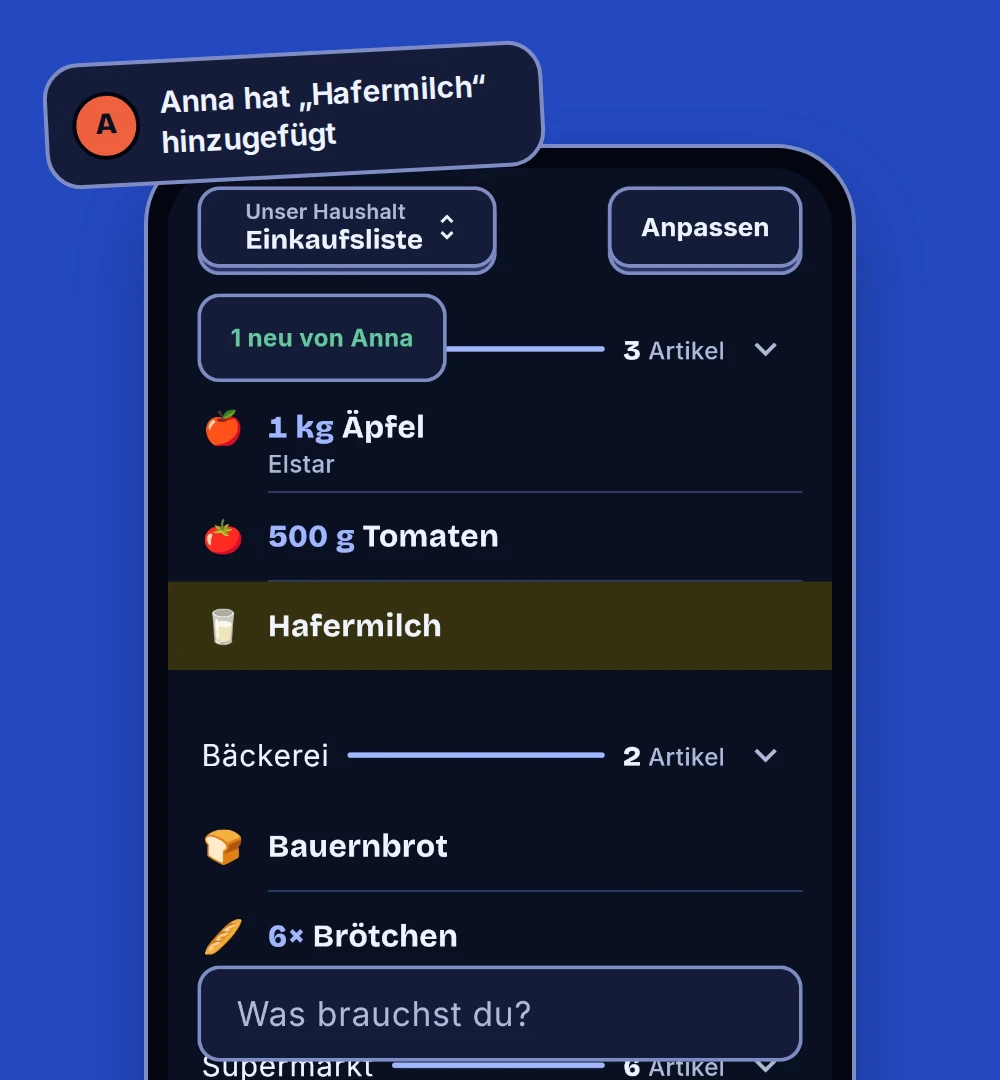 A
Anna hat „Hafermilch“
hinzugefügt
Unser Haushalt
Einkaufsliste
Anpassen
1 neu von Anna
3 Artikel
1 kg Äpfel
Elstar
500 g Tomaten
Hafermilch
Bäckerei
2 Artikel
Bauernbrot
6× Brötchen
Was brauchst du?
Supermarkt
6 Artikel